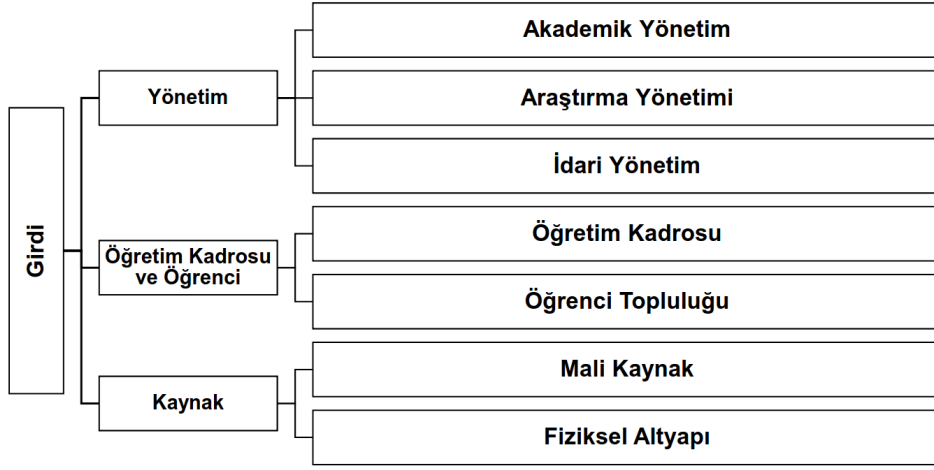 Girdi
Yönetim
Akademik Yönetim
Araştırma Yönetimi
İdari Yönetim
Öğretim Kadrosu
ve Öğrenci
Öğretim Kadrosu
Öğrenci Topluluğu
Kaynak
Mali Kaynak
Fiziksel Altyapı